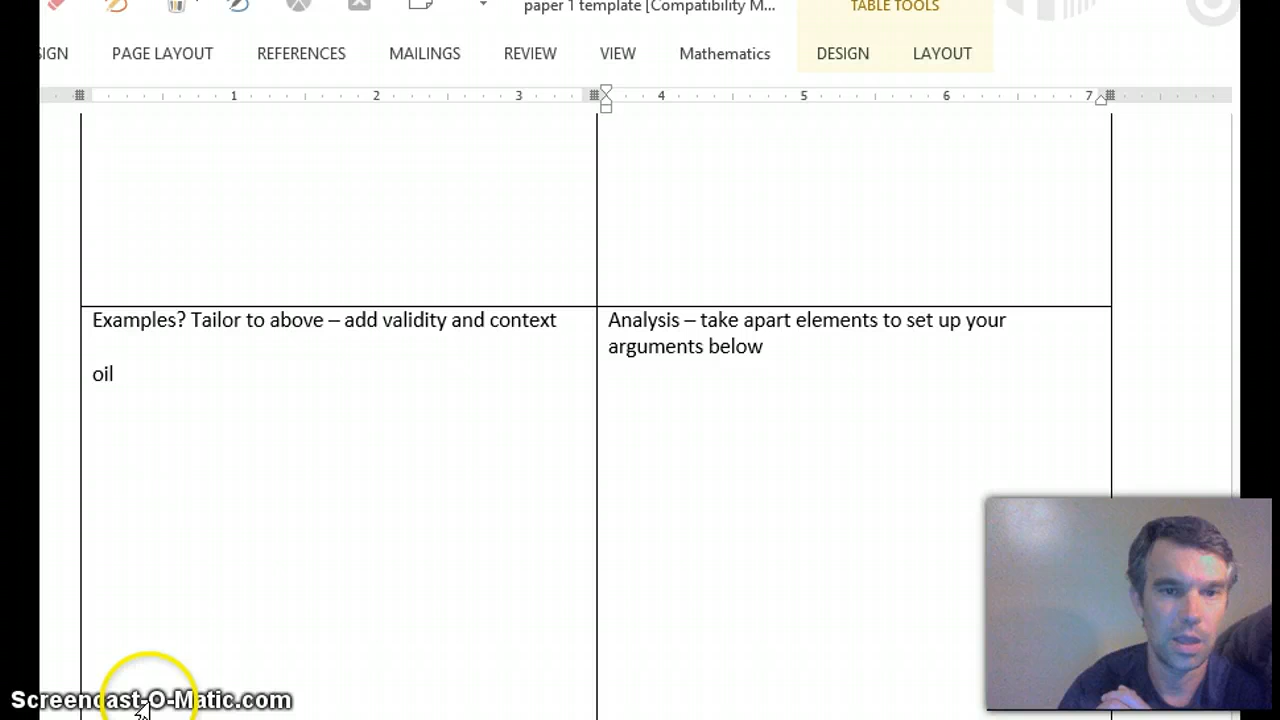 paper 1 template [Compatibility M...
TABLE TOOLS
SIGN PAGE LAYOUT REFERENCES MAILINGS REVIEW VIEW Mathematics DESIGN LAYOUT
1 2 3 4 5 6 7
Examples? Tailor to above – add validity and context
oil
Analysis – take apart elements to set up your
arguments below
Screencast-O-Matic.com